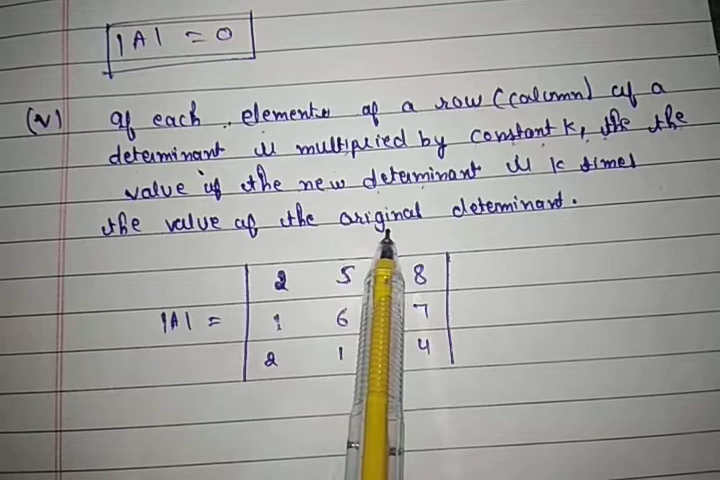 |A| = 0
(v) If each elements of a row (column) of a
determinant is multiplied by constant K, the the
value of the new determinant is k times
the value of the original determinant.
2 5 8
|A| = 1 6 7
2 1 4